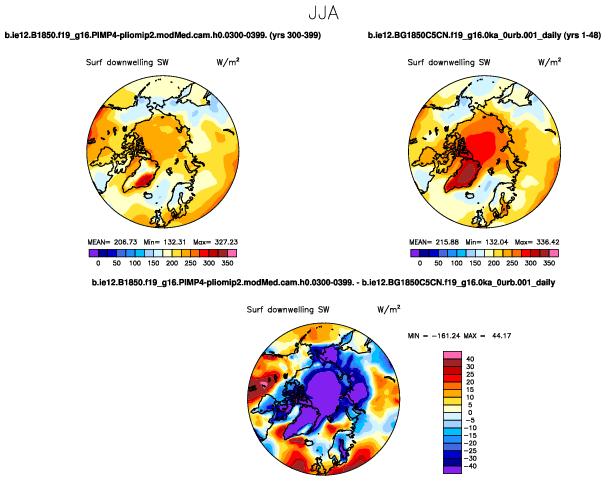 JJA
b.ie12.B1850.f19_g16.PIMP4-pliomip2.modMed.cam.h0.0300-0399. (yrs 300-399)
b.ie12.BG1850C5CN.f19_g16.0ka_0urb.001_daily (yrs 1-48)
Surf downwelling SW W/m²
Surf downwelling SW W/m²
MEAN= 206.73 Min= 132.31 Max= 327.23
0 50 100 150 200 250 300 350
MEAN= 215.88 Min= 132.04 Max= 336.42
0 50 100 150 200 250 300 350
b.ie12.B1850.f19_g16.PIMP4-pliomip2.modMed.cam.h0.0300-0399. - b.ie12.BG1850C5CN.f19_g16.0ka_0urb.001_daily
Surf downwelling SW W/m²
MIN = -161.24 MAX = 44.17
40
35
30
25
20
15
10
5
0
-5
-10
-15
-20
-25
-30
-35
-40